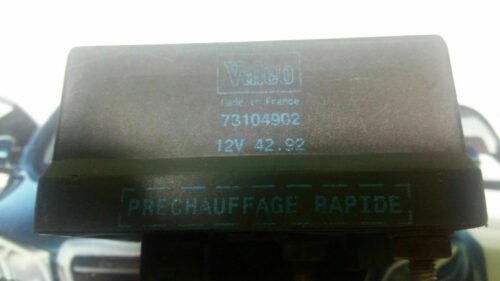 Valeo
Made in France
73104902
12V 42.92
PRECHAUFFAGE RAPIDE